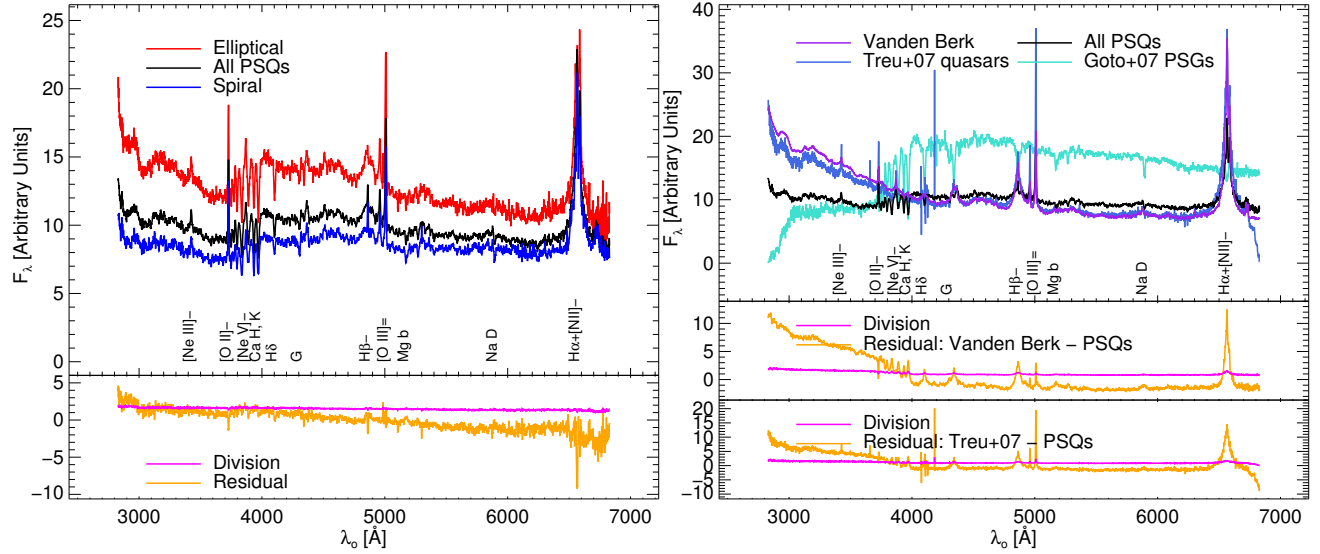 Elliptical
All PSQs
Spiral
25
20
15
10
5
0
Fλ [Arbitrary Units]
[Ne III]−
[O II]−
[Ne V]−
Ca H, K
Hδ
G
Hβ−
[O III]=
Mg b
Na D
Hα+[NII]−
5
0
−5
−10
Division
Residual
3000 4000 5000 6000 7000
λo [Å]
Vanden Berk
Treu+07 quasars
All PSQs
Goto+07 PSGs
40
30
20
10
0
Fλ [Arbitrary Units]
[Ne III]−
[O II]−
[Ne V]−
Ca H, K
Hδ
G
Hβ−
[O III]=
Mg b
Na D
Hα+[NII]−
10
5
0
Division
Residual: Vanden Berk − PSQs
20
15
10
5
0
−5
−10
Division
Residual: Treu+07 − PSQs
3000 4000 5000 6000 7000
λo [Å]